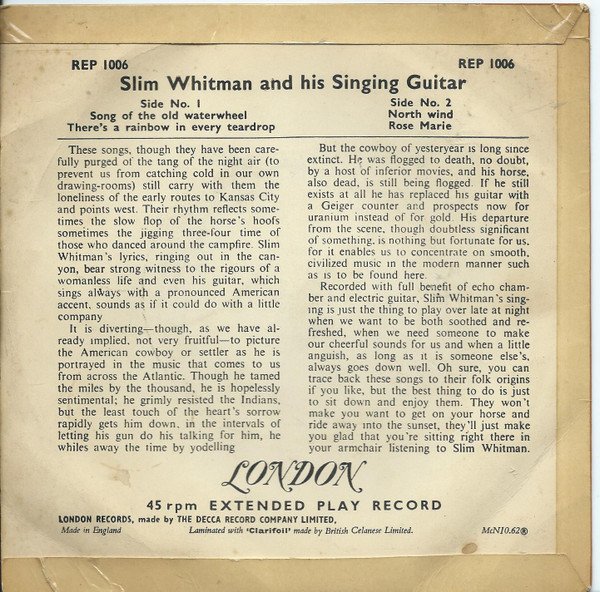 REP 1006
REP 1006
Slim Whitman and his Singing Guitar
Side No. 1
Song of the old waterwheel
There's a rainbow in every teardrop
Side No. 2
North wind
Rose Marie
These songs, though they have been care-
fully purged of the tang of the night air (to
prevent us from catching cold in our own
drawing-rooms) still carry with them the
loneliness of the early routes to Kansas City
and points west. Their rhythm reflects some-
times the slow flop of the horse's hoofs
sometimes the jigging three-four time of
those who danced around the campfire. Slim
Whitman's lyrics, ringing out in the can-
yon, bear strong witness to the rigours of a
womanless life and even his guitar, which
sings always with a pronounced American
accent, sounds as if it could do with a little
company
It is diverting—though, as we have al-
ready implied, not very fruitful—to picture
the American cowboy or settler as he is
portrayed in the music that comes to us
from across the Atlantic. Though he tamed
the miles by the thousand, he is hopelessly
sentimental; he grimly resisted the Indians,
but the least touch of the heart's sorrow
rapidly gets him down, in the intervals of
letting his gun do his talking for him, he
whiles away the time by yodelling
But the cowboy of yesteryear is long since
extinct. He was flogged to death, no doubt,
by a host of inferior movies, and his horse,
also dead, is still being flogged. If he still
exists at all he has replaced his guitar with
a Geiger counter and prospects now for
uranium instead of for gold. His departure
from the scene, though doubtless significant
of something, is nothing but fortunate for us,
for it enables us to concentrate on smooth,
civilized music in the modern manner such
as is to be found here.
Recorded with full benefit of echo cham-
ber and electric guitar, Slim Whitman's sing-
ing is just the thing to play over late at night
when we want to be both soothed and re-
freshed, when we need someone to make
our cheerful sounds for us and when a little
anguish, as long as it is someone else's,
always goes down well. Oh sure, you can
trace back these songs to their folk origins
if you like, but the best thing to do is just
to sit down and enjoy them. They won't
make you want to get on your horse and
ride away into the sunset, they'll just make
you glad that you're sitting right there in
your armchair listening to Slim Whitman.
LONDON
45 rpm EXTENDED PLAY RECORD
LONDON RECORDS, made by THE DECCA RECORD COMPANY LIMITED,
Made in England
Laminated with 'Clarifoil' made by British Celanese Limited.
McN10.62®